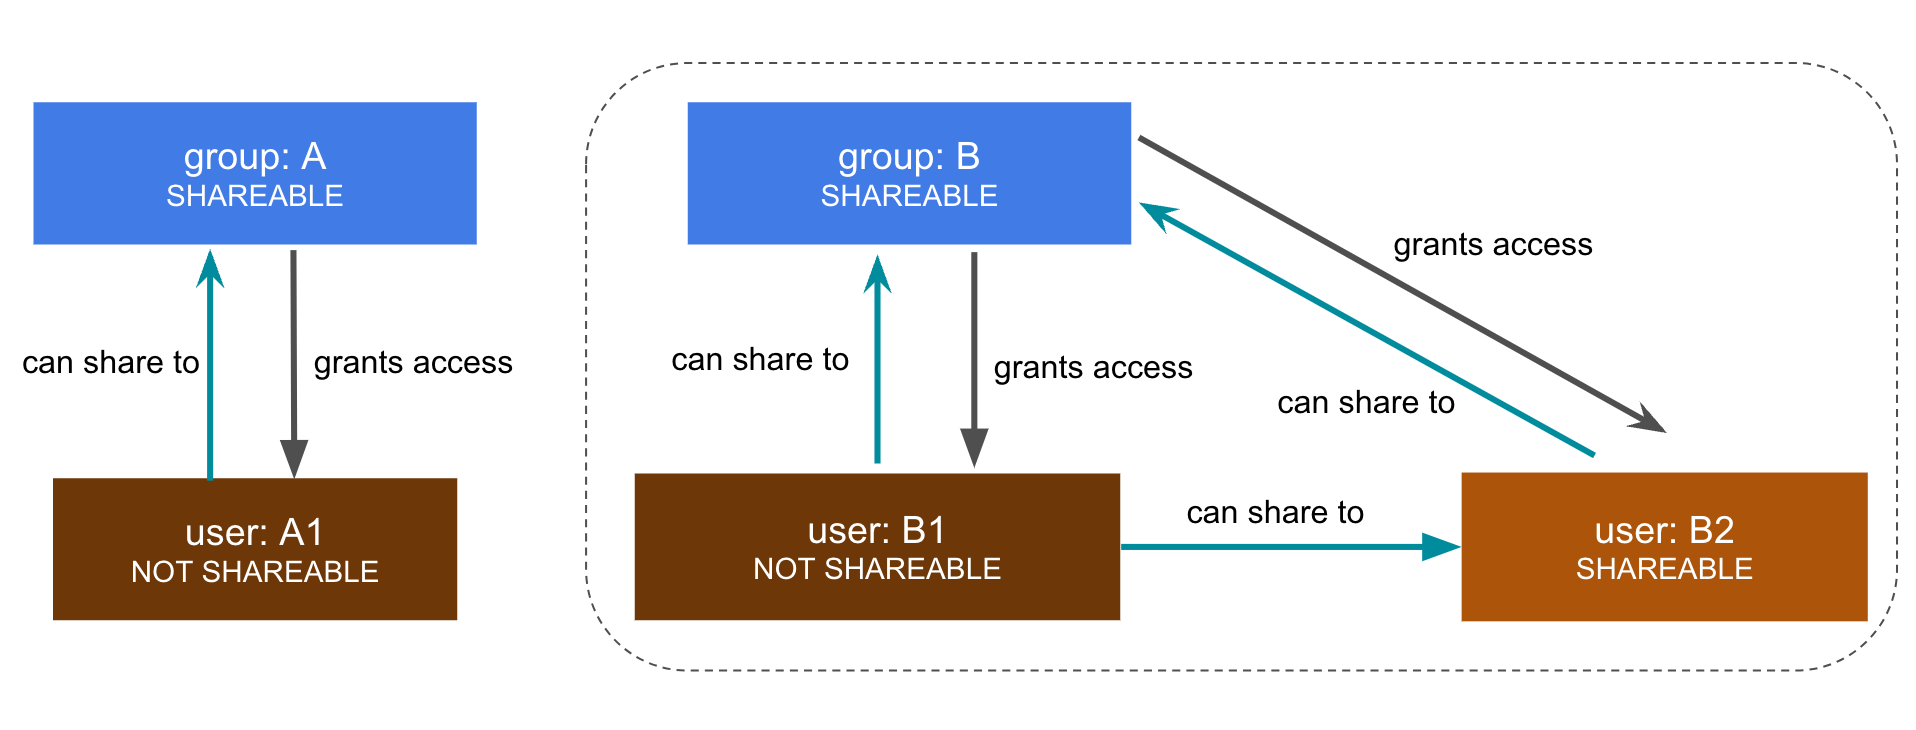 group: A
SHAREABLE
can share to
grants access
user: A1
NOT SHAREABLE
group: B
SHAREABLE
grants access
can share to
grants access
can share to
user: B1
NOT SHAREABLE
can share to
user: B2
SHAREABLE